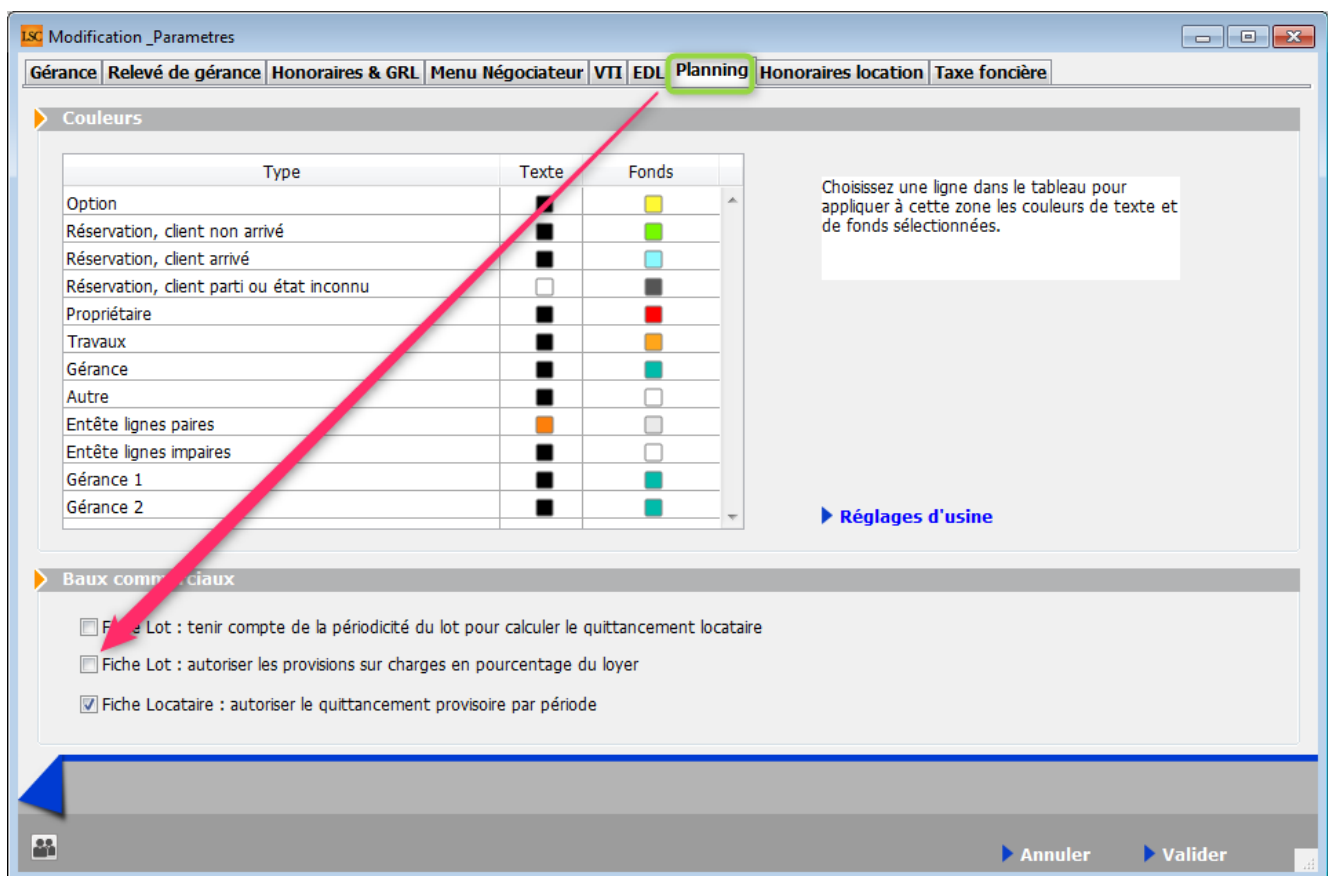 LSC Modification _Parametres
Gérance Relevé de gérance Honoraires & GRL Menu Négociateur VTI EDL Planning Honoraires location Taxe foncière
Couleurs
Type Texte Fonds
Option
Réservation, client non arrivé
Réservation, client arrivé
Réservation, client parti ou état inconnu
Propriétaire
Travaux
Gérance
Autre
Entête lignes paires
Entête lignes impaires
Gérance 1
Gérance 2
Choisissez une ligne dans le tableau pour
appliquer à cette zone les couleurs de texte et
de fonds sélectionnées.
Réglages d'usine
Baux commerciaux
Fiche Lot : tenir compte de la périodicité du lot pour calculer le quittancement locataire
Fiche Lot : autoriser les provisions sur charges en pourcentage du loyer
Fiche Locataire : autoriser le quittancement provisoire par période
Annuler Valider